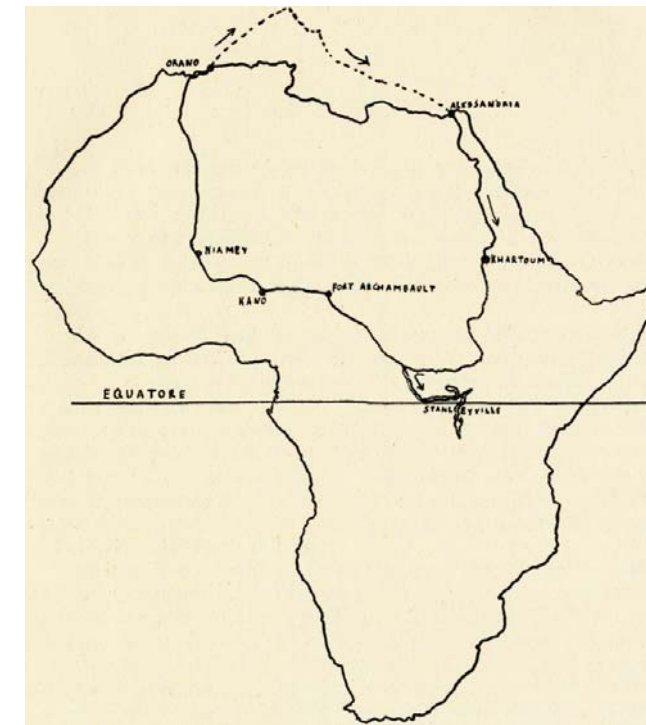 ORANO
ALESSANDRIA
NIAMEY
KHARTOUM
KANO
FORT ARCHAMBAULT
EQUATORE
STANLEYVILLE